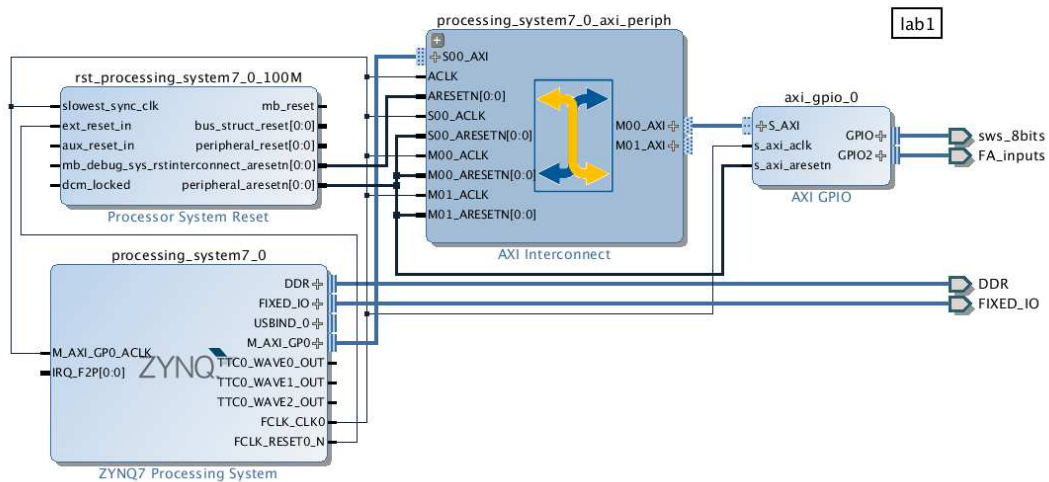 lab1
processing_system7_0_axi_periph
S00_AXI
ACLK
ARESETN[0:0]
S00_ACLK
S00_ARESETN[0:0]
M00_ACLK
M00_ARESETN[0:0]
M01_ACLK
M01_ARESETN[0:0]
M00_AXI
M01_AXI
AXI Interconnect
rst_processing_system7_0_100M
slowest_sync_clk mb_reset
ext_reset_in bus_struct_reset[0:0]
aux_reset_in peripheral_reset[0:0]
mb_debug_sys_rstinterconnect_aresetn[0:0]
dcm_locked peripheral_aresetn[0:0]
Processor System Reset
axi_gpio_0
S_AXI
s_axi_aclk
s_axi_aresetn
GPIO
GPIO2
AXI GPIO
sws_8bits
FA_inputs
processing_system7_0
DDR
FIXED_IO
USBIND_0
M_AXI_GP0
M_AXI_GP0_ACLK
IRQ_F2P[0:0]
ZYNQ
TTC0_WAVE0_OUT
TTC0_WAVE1_OUT
TTC0_WAVE2_OUT
FCLK_CLK0
FCLK_RESET0_N
ZYNQ7 Processing System
DDR
FIXED_IO